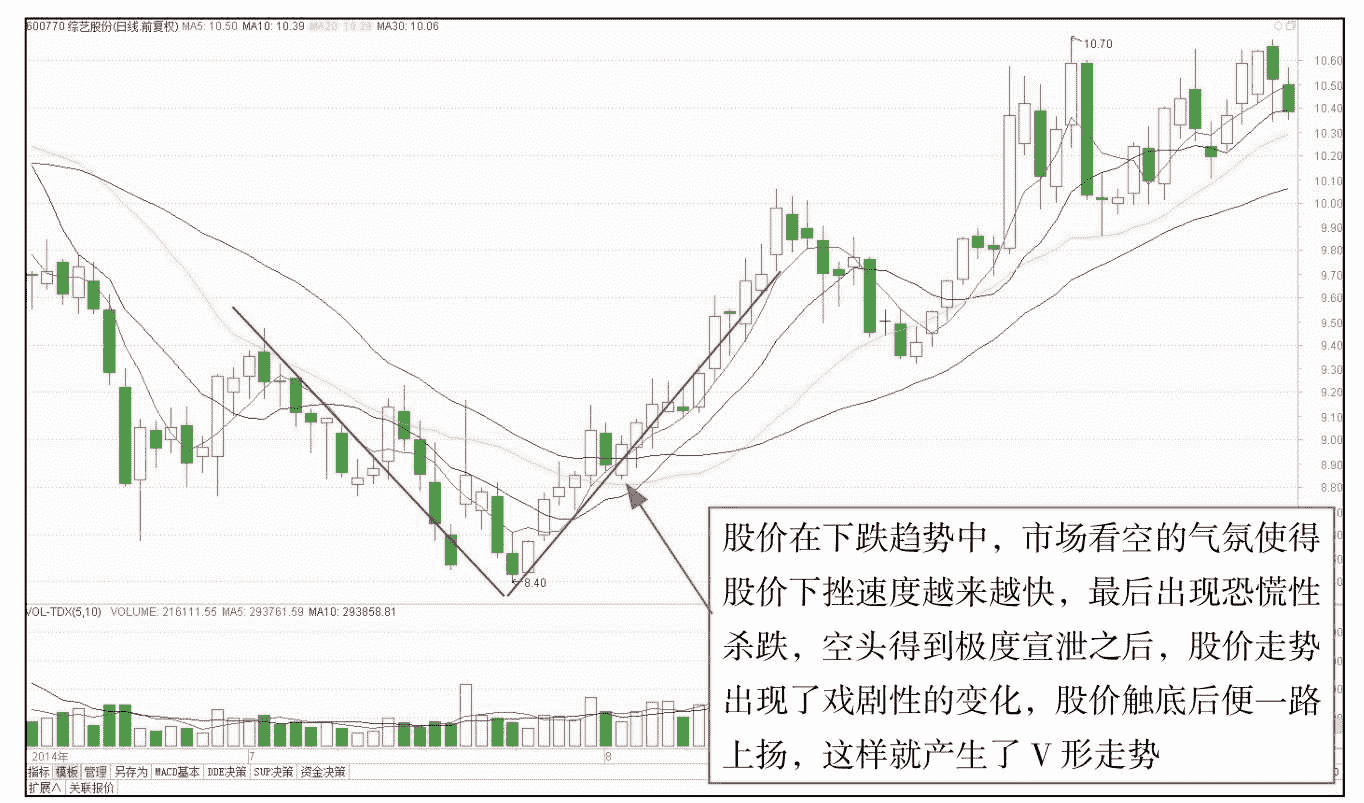 600770 综艺股份(日线.前复权) MA5: 10.50 MA10: 10.39 MA20: 10.29 MA30: 10.06
10.70
10.60
10.50
10.40
10.30
10.20
10.10
10.00
9.90
9.80
9.70
9.60
9.50
9.40
9.30
9.20
9.10
9.00
8.90
8.80
8.40
股价在下跌趋势中，市场看空的气氛使得
股价下挫速度越来越快，最后出现恐慌性
杀跌，空头得到极度宣泄之后，股价走势
出现了戏剧性的变化，股价触底后便一路
上扬，这样就产生了 V 形走势
VOL-TDX(5,10) VOLUME: 216111.55 MA5: 293761.59 MA10: 293858.81
2014年 7 8
指标 模板 管理 另存为 MACD基本 DDE决策 SUP决策 资金决策
扩展∧ 关联报价